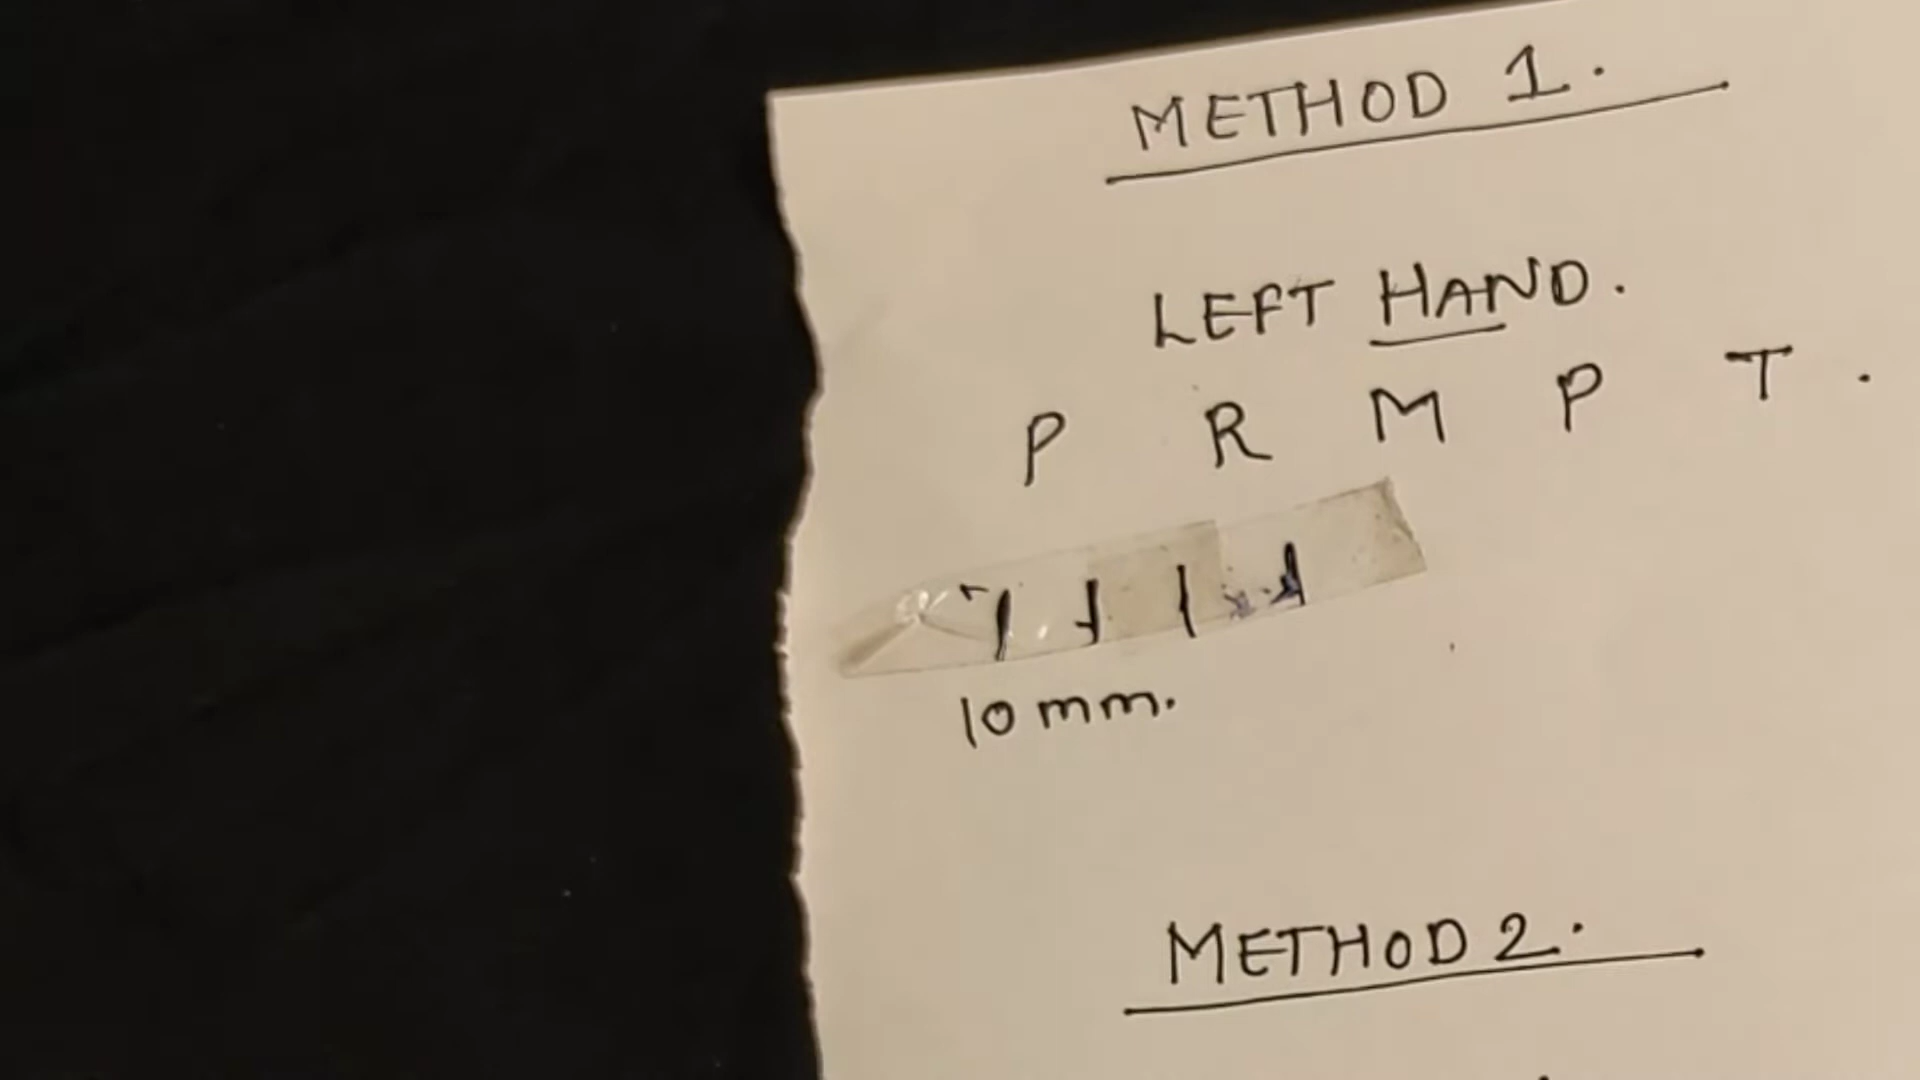 METHOD 1.
LEFT HAND.
P R M P T.
10 mm.
METHOD 2.